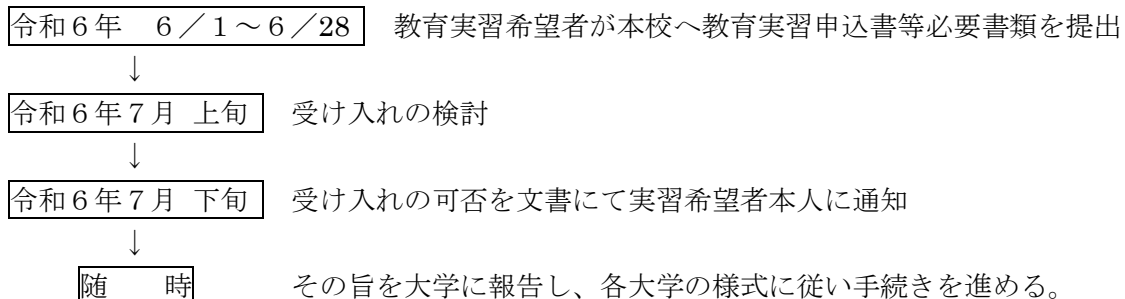 令和６年　６／１～６／28　教育実習希望者が本校へ教育実習申込書等必要書類を提出
↓
令和６年７月 上旬　受け入れの検討
↓
令和６年７月 下旬　受け入れの可否を文書にて実習希望者本人に通知
↓
随　　時　その旨を大学に報告し、各大学の様式に従い手続きを進める。